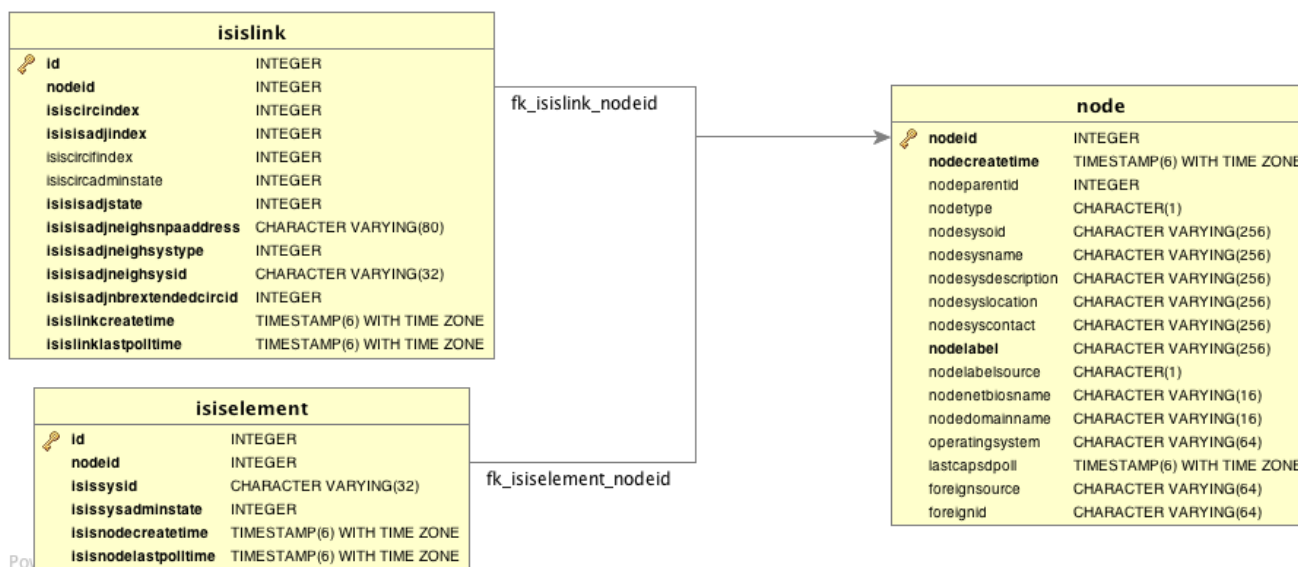 isislink
id INTEGER
nodeid INTEGER
isiscircindex INTEGER
isisisadjindex INTEGER
isiscircifindex INTEGER
isiscircadminstate INTEGER
isisisadjstate INTEGER
isisisadjneighsnpaaddress CHARACTER VARYING(80)
isisisadjneighsystype INTEGER
isisisadjneighsysid CHARACTER VARYING(32)
isisisadjnbrextendedcircid INTEGER
isislinkcreatetime TIMESTAMP(6) WITH TIME ZONE
isislinklastpolltime TIMESTAMP(6) WITH TIME ZONE
fk_isislink_nodeid
isiselement
id INTEGER
nodeid INTEGER
isissysid CHARACTER VARYING(32)
isissysadminstate INTEGER
isisnodecreatetime TIMESTAMP(6) WITH TIME ZONE
isisnodelastpolltime TIMESTAMP(6) WITH TIME ZONE
fk_isiselement_nodeid
node
nodeid INTEGER
nodecreatetime TIMESTAMP(6) WITH TIME ZONE
nodeparentid INTEGER
nodetype CHARACTER(1)
nodesysoid CHARACTER VARYING(256)
nodesysname CHARACTER VARYING(256)
nodesysdescription CHARACTER VARYING(256)
nodesyslocation CHARACTER VARYING(256)
nodesyscontact CHARACTER VARYING(256)
nodelabel CHARACTER VARYING(256)
nodelabelsource CHARACTER(1)
nodenetbiosname CHARACTER VARYING(16)
nodedomainname CHARACTER VARYING(16)
operatingsystem CHARACTER VARYING(64)
lastcapsdpoll TIMESTAMP(6) WITH TIME ZONE
foreignsource CHARACTER VARYING(64)
foreignid CHARACTER VARYING(64)